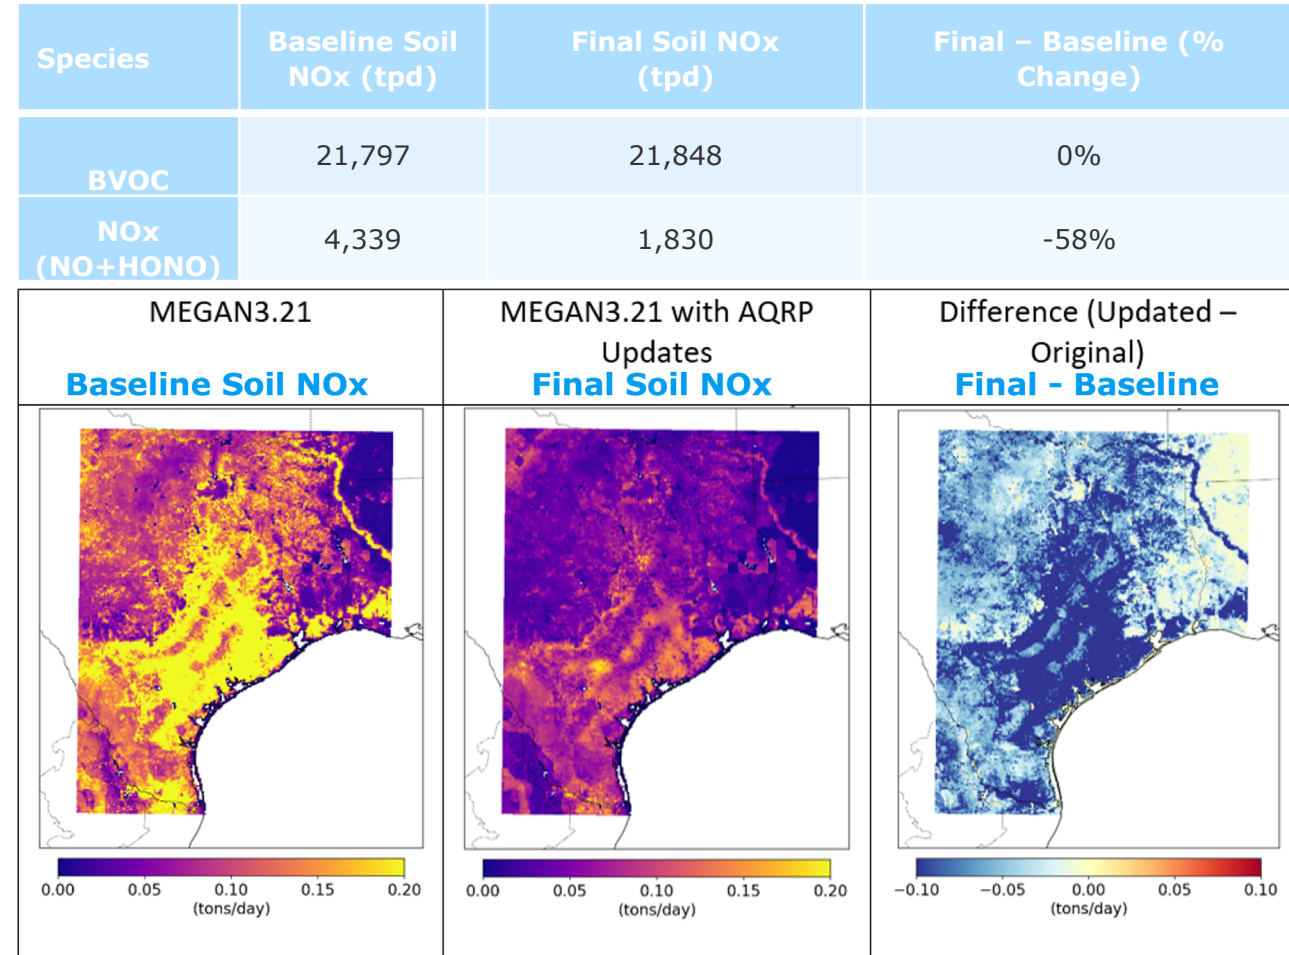 Species
Baseline Soil
NOx (tpd)
Final Soil NOx
(tpd)
Final – Baseline (%
Change)
BVOC
21,797
21,848
0%
NOx
(NO+HONO)
4,339
1,830
-58%
MEGAN3.21
Baseline Soil NOx
MEGAN3.21 with AQRP
Updates
Final Soil NOx
Difference (Updated –
Original)
Final - Baseline
0.00 0.05 0.10 0.15 0.20
(tons/day)
0.00 0.05 0.10 0.15 0.20
(tons/day)
−0.10 −0.05 0.00 0.05 0.10
(tons/day)